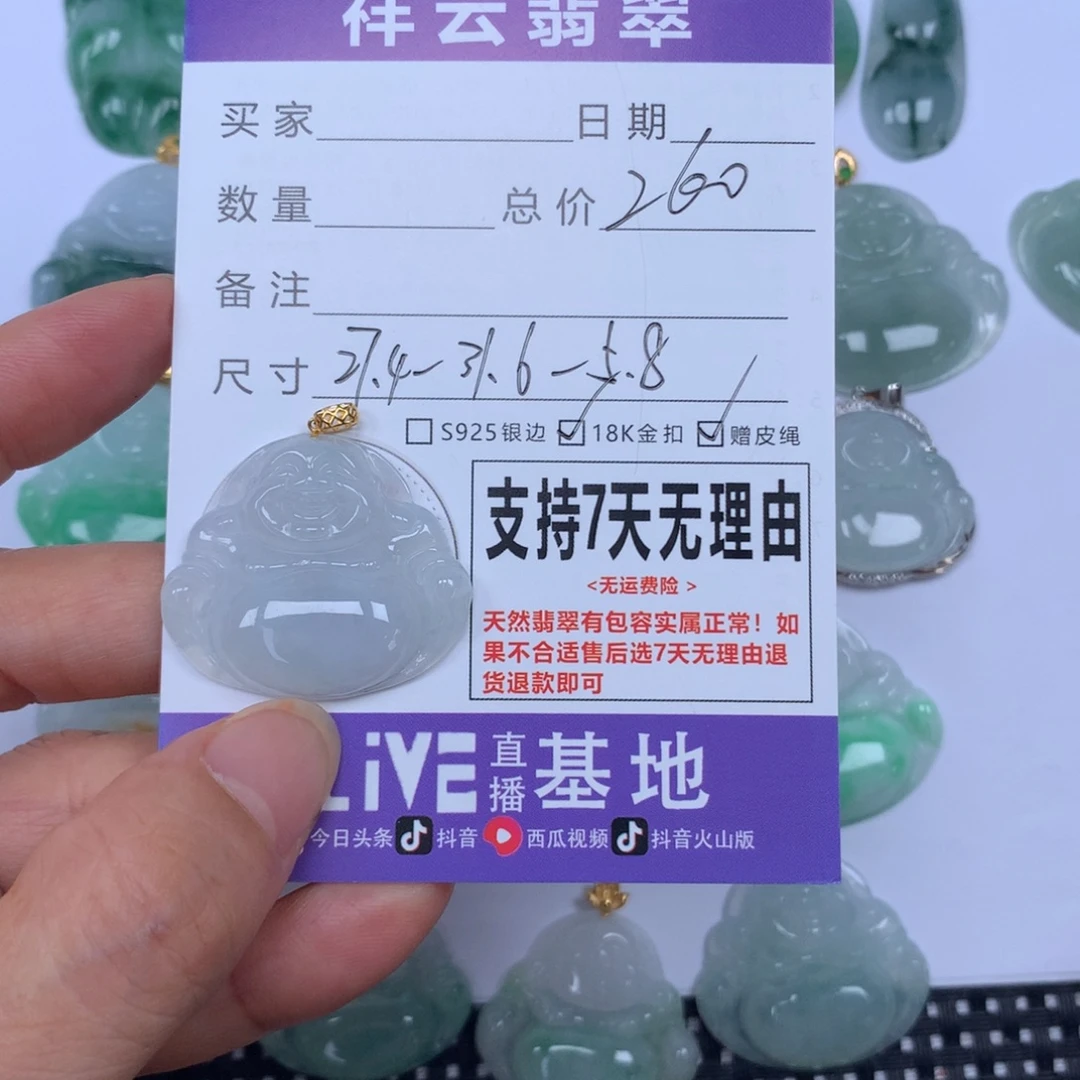 祥云翡翠
买家 日期
数量 总价 260
备注
尺寸 27.4-31.6-5.8
S925银边 18K金扣 赠皮绳
支持7天无理由
<无运费险 >
天然翡翠有包容实属正常！如
果不合适售后选7天无理由退
货退款即可
LiVE直播基地
今日头条 抖音 西瓜视频 抖音火山版